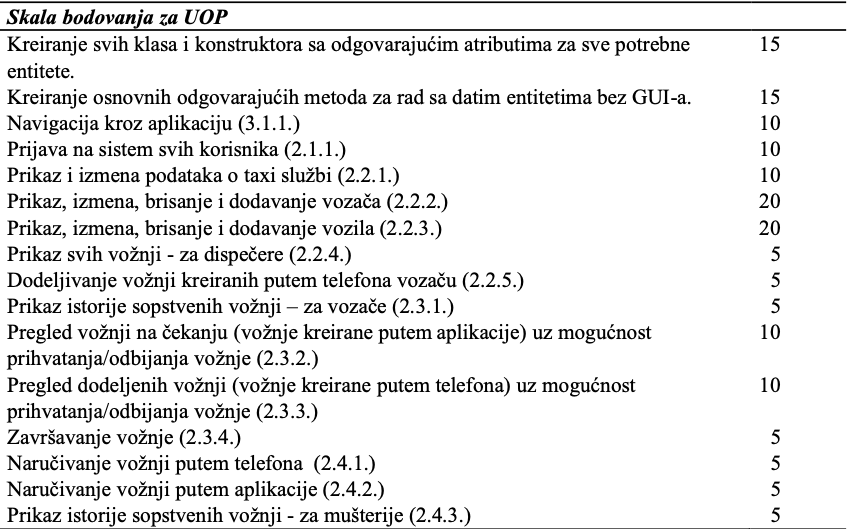 Skala bodovanja za UOP
Kreiranje svih klasa i konstruktora sa odgovarajućim atributima za sve potrebne 15
entitete.
Kreiranje osnovnih odgovarajućih metoda za rad sa datim entitetima bez GUI-a. 15
Navigacija kroz aplikaciju (3.1.1.) 10
Prijava na sistem svih korisnika (2.1.1.) 10
Prikaz i izmena podataka o taxi službi (2.2.1.) 10
Prikaz, izmena, brisanje i dodavanje vozača (2.2.2.) 20
Prikaz, izmena, brisanje i dodavanje vozila (2.2.3.) 20
Prikaz svih vožnji - za dispečere (2.2.4.) 5
Dodeljivanje vožnji kreiranih putem telefona vozaču (2.2.5.) 5
Prikaz istorije sopstvenih vožnji – za vozače (2.3.1.) 5
Pregled vožnji na čekanju (vožnje kreirane putem aplikacije) uz mogućnost 10
prihvatanja/odbijanja vožnje (2.3.2.)
Pregled dodeljenih vožnji (vožnje kreirane putem telefona) uz mogućnost 10
prihvatanja/odbijanja vožnje (2.3.3.)
Završavanje vožnje (2.3.4.) 5
Naručivanje vožnji putem telefona (2.4.1.) 5
Naručivanje vožnji putem aplikacije (2.4.2.) 5
Prikaz istorije sopstvenih vožnji - za mušterije (2.4.3.) 5